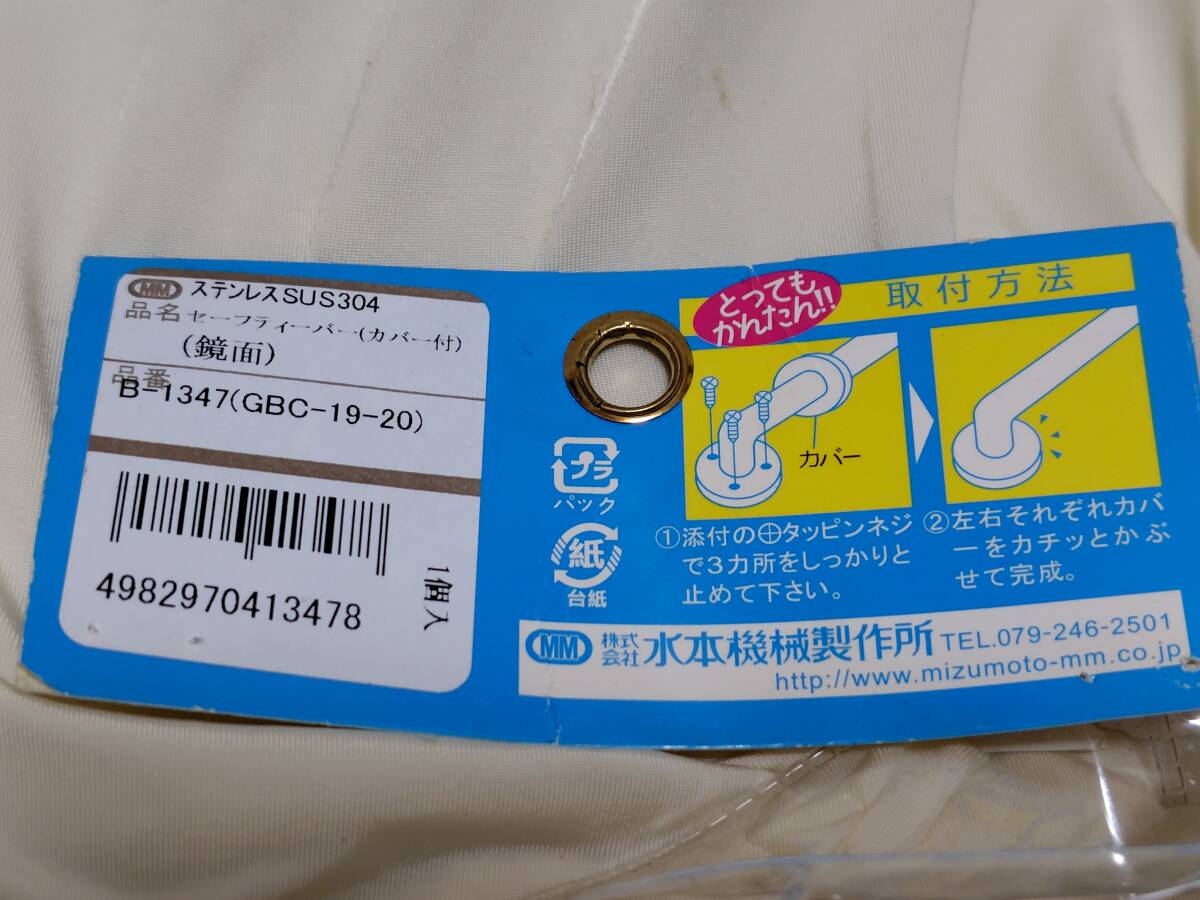 MM ステンレスSUS304
品名 セーフティーバー(カバー付)
(鏡面)
品番
B-1347(GBC-19-20)
4982970413478
1個入
プラ
パック
紙
台紙
とっても
かんたん!!
取付方法
カバー
①添付の⊕タッピンネジ
で3カ所をしっかりと
止めて下さい。
②左右それぞれカバ
ーをカチッとかぶ
せて完成。
MM 株式会社 水本機械製作所 TEL.079-246-2501
http://www.mizumoto-mm.co.jp